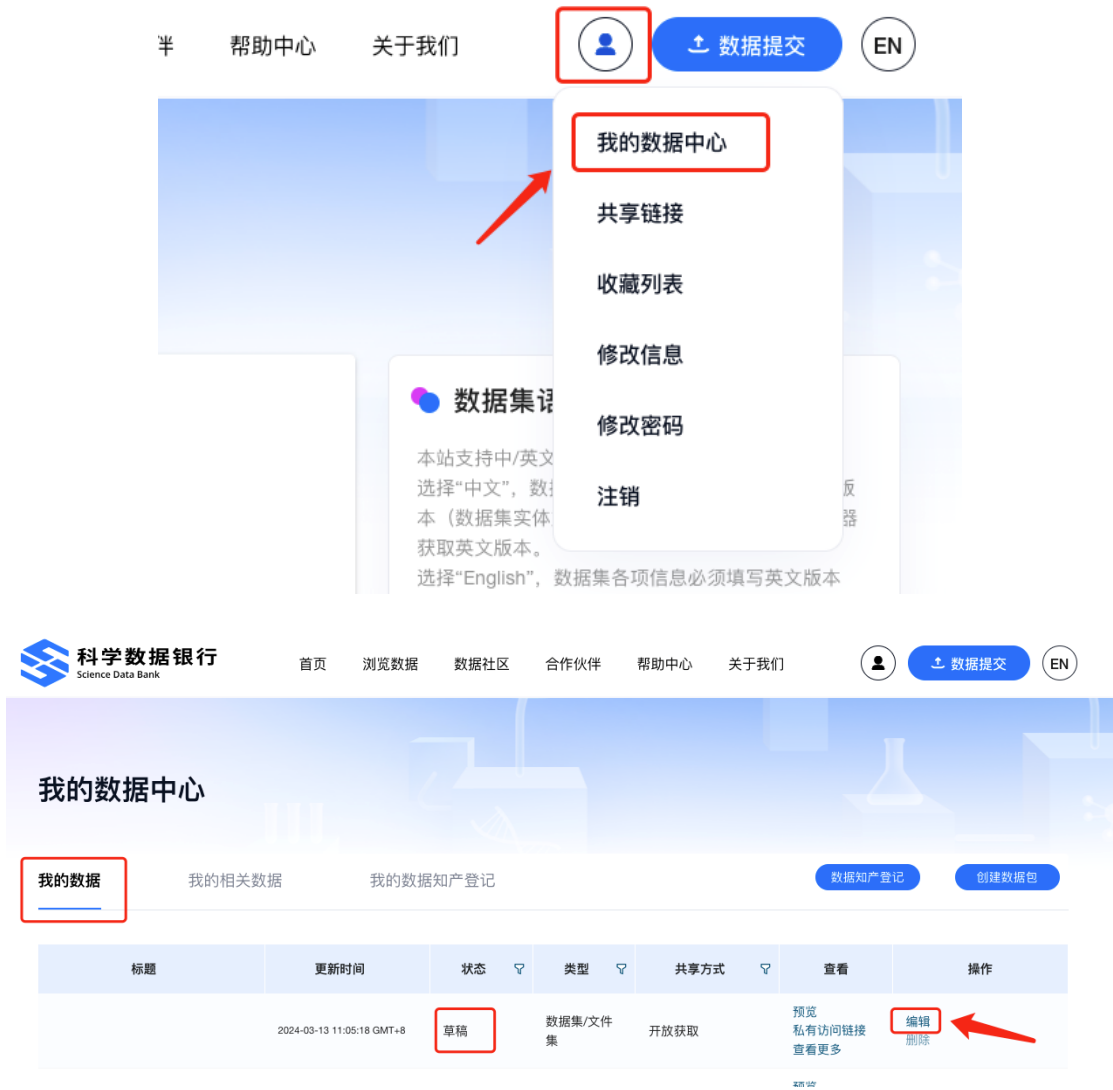 伴 帮助中心 关于我们 数据提交 EN
我的数据中心
共享链接
收藏列表
修改信息
修改密码
注销
数据集语
本站支持中/英文
选择“中文”，数据 版
本（数据集实体 器
获取英文版本。
选择“English”，数据集各项信息必须填写英文版本
科学数据银行
Science Data Bank
首页 浏览数据 数据社区 合作伙伴 帮助中心 关于我们 数据提交 EN
我的数据中心
我的数据 我的相关数据 我的数据知产登记 数据知产登记 创建数据包
标题 更新时间 状态 类型 共享方式 查看 操作
2024-03-13 11:05:18 GMT+8 草稿 数据集/文件集 开放获取
预览
私有访问链接
查看更多
编辑
删除
预览